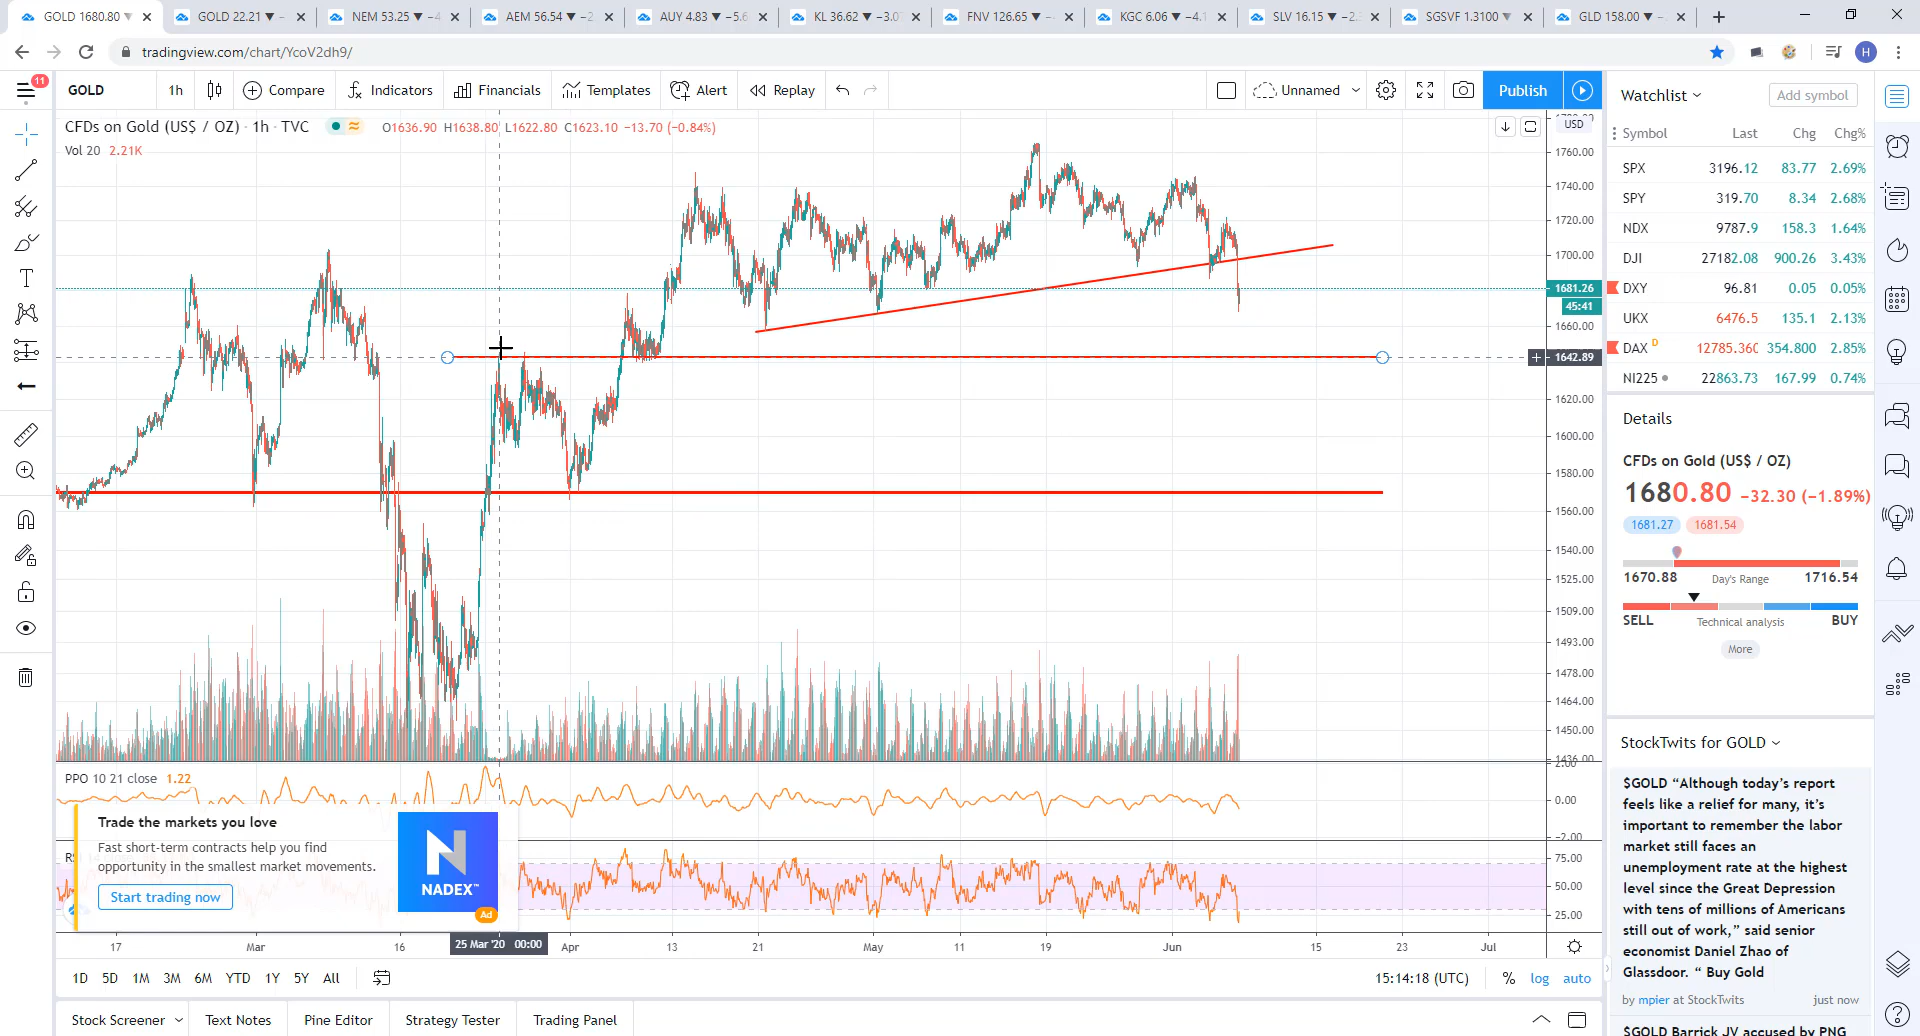 GOLD 1680.80 ▼
GOLD 22.21 ▼
NEM 53.25 ▼
AEM 56.54 ▼
AUY 4.83 ▼ −5.6
KL 36.62 ▼
FNV 126.65 ▼
KGC 6.06 ▼ −4.
SLV 16.15 ▼
SGSVF 1.3100 ▼
GLD 158.00 ▼
tradingview.com/chart/YcoV2dh9/
H
11
GOLD
1h
Compare
Indicators
Financials
Templates
Alert
Replay
Unnamed
Publish
CFDs on Gold (US$ / OZ) · 1h · TVC
O1636.90 H1638.80 L1622.80 C1623.10 −13.70 (−0.84%)
Vol 20 2.21K
USD
1760.00
1740.00
1720.00
1700.00
1681.26
45:41
1660.00
1642.89
1620.00
1600.00
1580.00
1560.00
1540.00
1525.00
1509.00
1493.00
1478.00
1464.00
1450.00
1436.00
PPO 10 21 close 1.22
2.00
0.00
−2.00
75.00
50.00
25.00
Trade the markets you love
Fast short-term contracts help you find
opportunity in the smallest market movements.
Start trading now
N
NADEX™
Ad
17
Mar
16
25 Mar '20 00:00
Apr
13
21
May
11
19
Jun
15
23
Jul
1D 5D 1M 3M 6M YTD 1Y 5Y All
15:14:18 (UTC) % log auto
Stock Screener
Text Notes
Pine Editor
Strategy Tester
Trading Panel
Watchlist
Add symbol
Symbol Last Chg Chg%
SPX 3196.12 83.77 2.69%
SPY 319.70 8.34 2.68%
NDX 9787.9 158.3 1.64%
DJI 27182.08 900.26 3.43%
DXY 96.81 0.05 0.05%
UKX 6476.5 135.1 2.13%
DAX D 12785.360 354.800 2.85%
NI225 22863.73 167.99 0.74%
Details
CFDs on Gold (US$ / OZ)
1680.80 −32.30 (−1.89%)
1681.27 1681.54
1670.88 Day's Range 1716.54
SELL Technical analysis BUY
More
StockTwits for GOLD
$GOLD “Although today’s report
feels like a relief for many, it’s
important to remember the labor
market still faces an
unemployment rate at the highest
level since the Great Depression
with tens of millions of Americans
still out of work,” said senior
economist Daniel Zhao of
Glassdoor. “ Buy Gold
by mpier at StockTwits just now
$GOLD Barrick JV accused by PNG